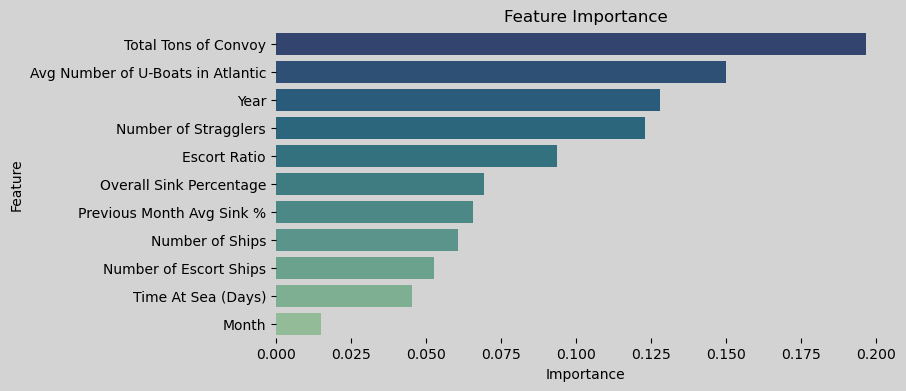 Feature Importance
Total Tons of Convoy
Avg Number of U-Boats in Atlantic
Year
Number of Stragglers
Escort Ratio
Overall Sink Percentage
Previous Month Avg Sink %
Number of Ships
Number of Escort Ships
Time At Sea (Days)
Month
Feature
0.000 0.025 0.050 0.075 0.100 0.125 0.150 0.175 0.200
Importance